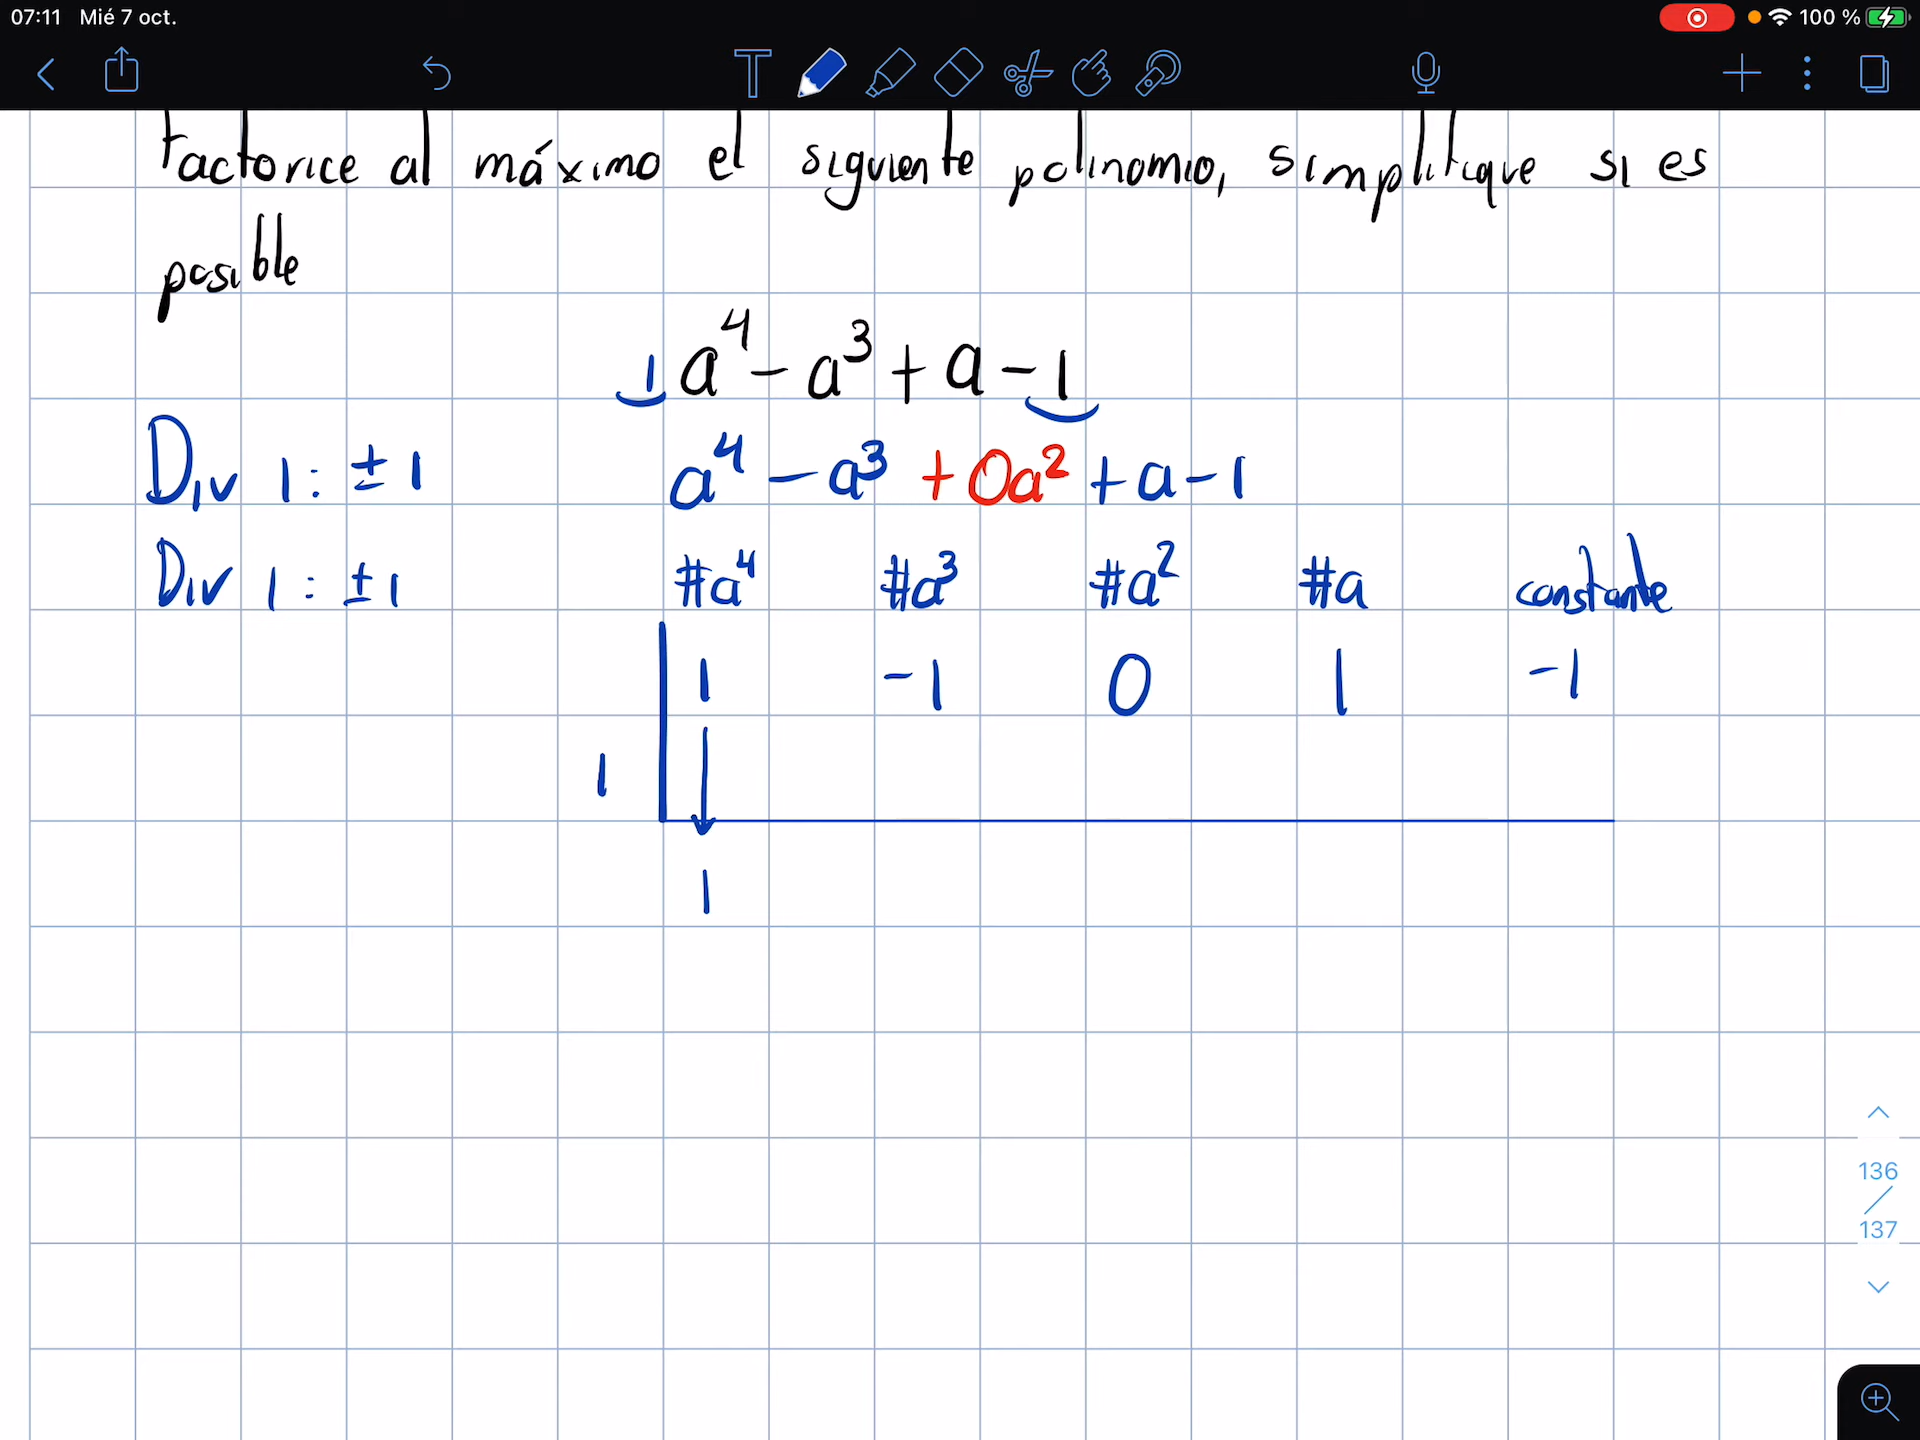 07:11 Mié 7 oct. 100 %
T
Factorice al máximo el siguiente polinomio, simplifique si es
posible
1a⁴ - a³ + a - 1
Div 1: ± 1 a⁴ - a³ + 0a² + a - 1
Div 1: ± 1 #a⁴ #a³ #a² #a constante
1 -1 0 1 -1
1
1
136
137